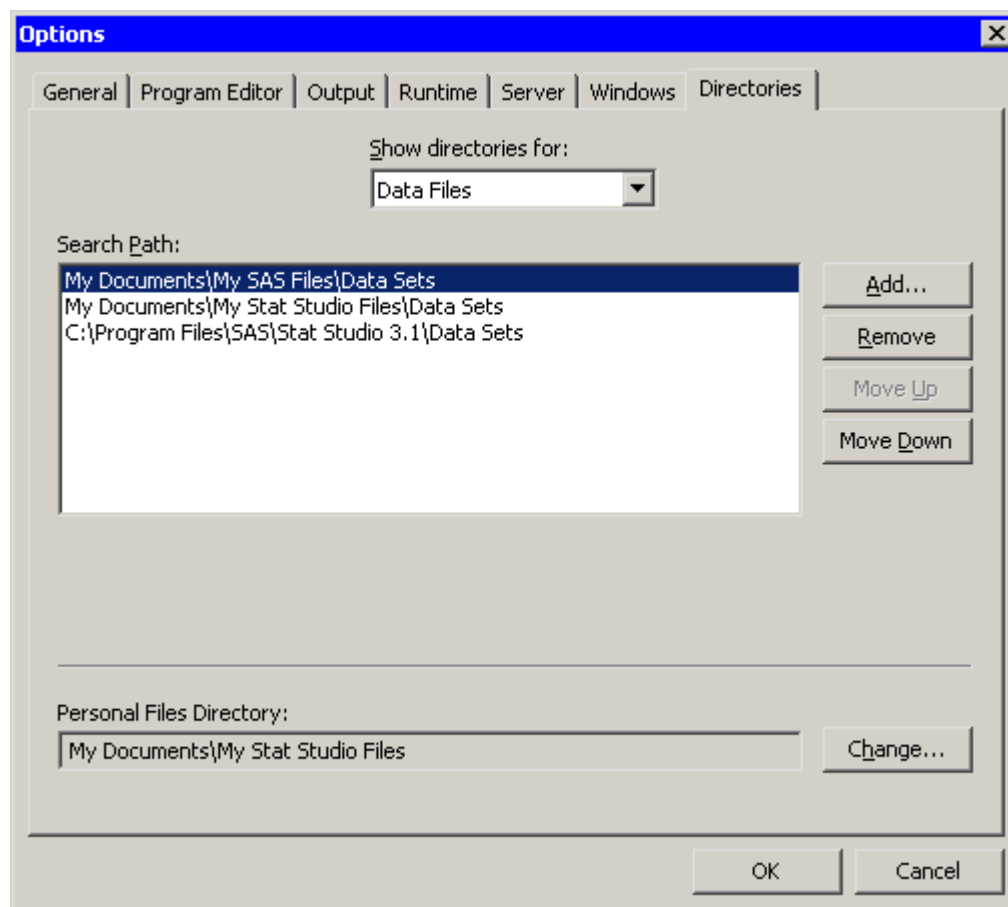 Options
General
Program Editor
Output
Runtime
Server
Windows
Directories
Show directories for:
Data Files
Search Path:
My Documents\My SAS Files\Data Sets
My Documents\My Stat Studio Files\Data Sets
C:\Program Files\SAS\Stat Studio 3.1\Data Sets
Add...
Remove
Move Up
Move Down
Personal Files Directory:
My Documents\My Stat Studio Files
Change...
OK
Cancel